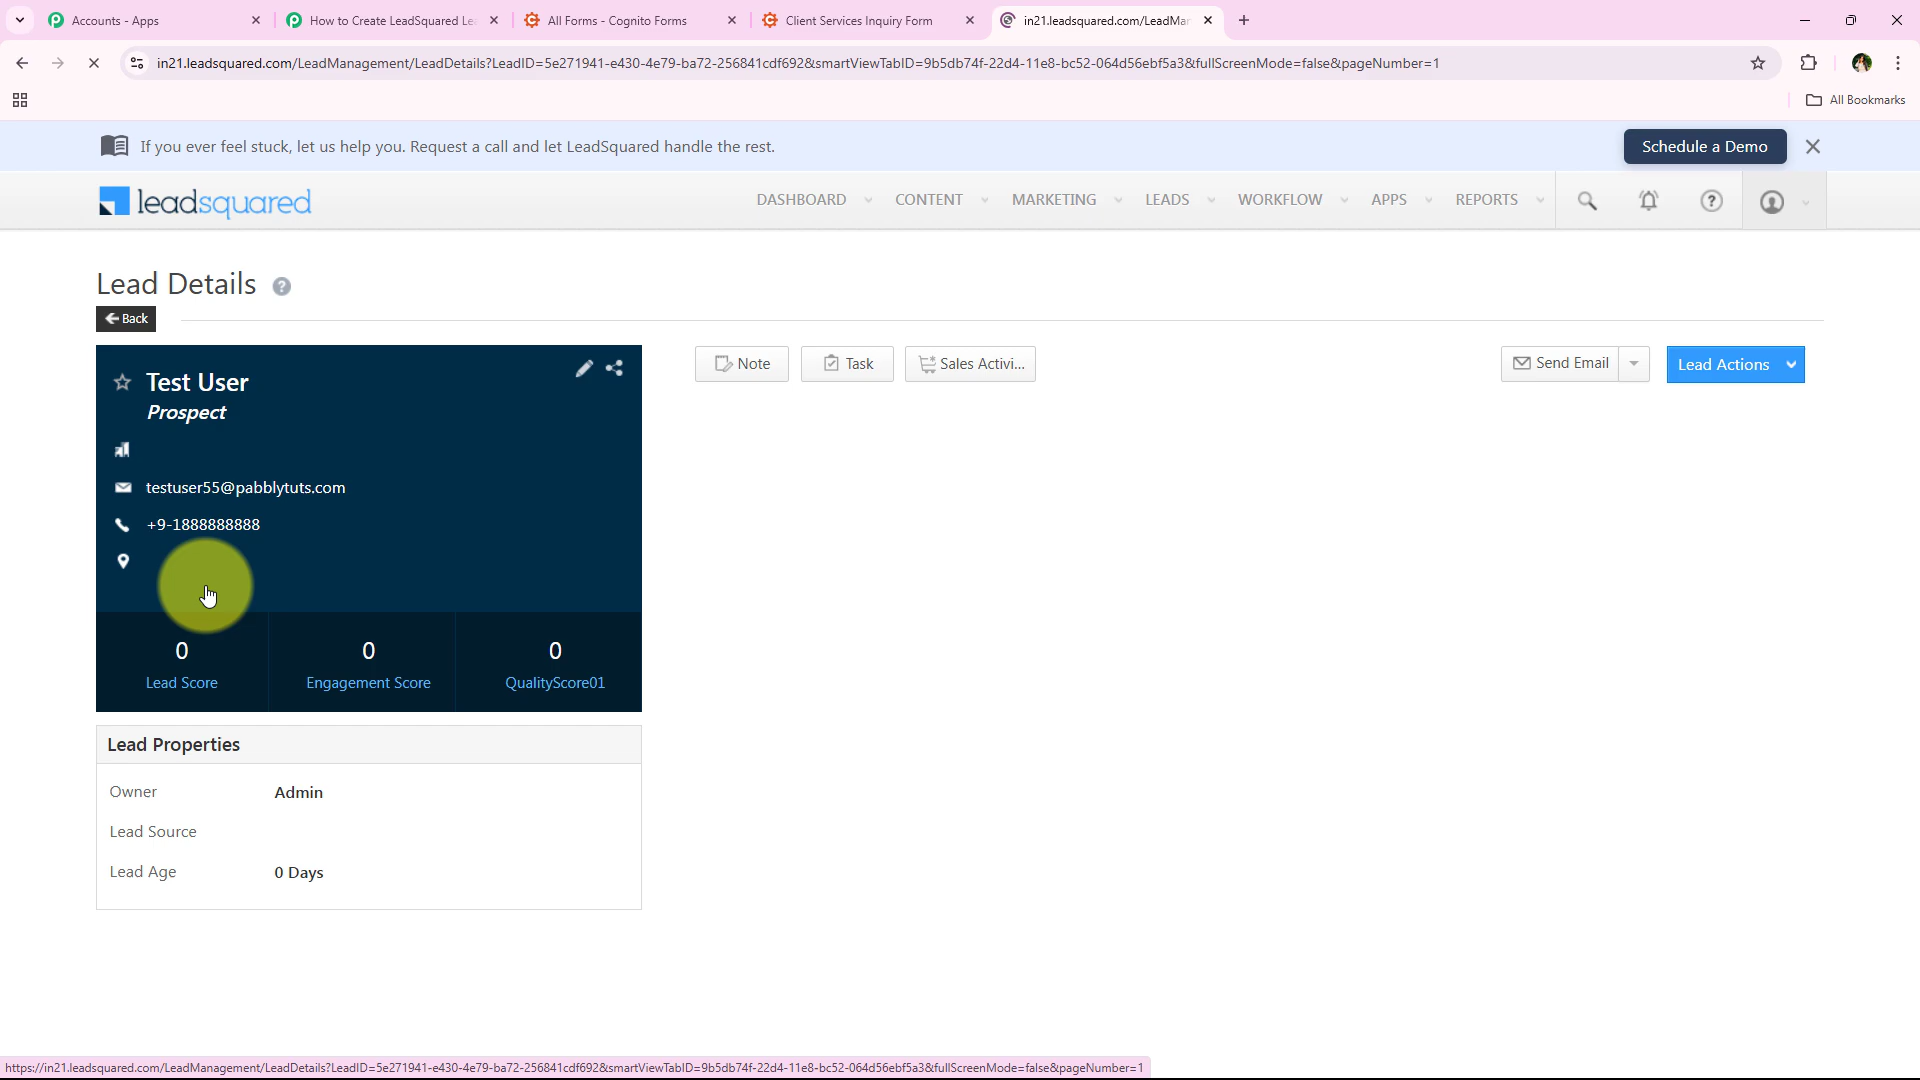 Accounts - Apps
How to Create LeadSquared Le
All Forms - Cognito Forms
Client Services Inquiry Form
in21.leadsquared.com/LeadMa
in21.leadsquared.com/LeadManagement/LeadDetails?LeadID=5e271941-e430-4e79-ba72-256841cdf692&smartViewTabID=9b5db74f-22d4-11e8-bc52-064d56ebf5a3&fullScreenMode=false&pageNumber=1
All Bookmarks
If you ever feel stuck, let us help you. Request a call and let LeadSquared handle the rest.
Schedule a Demo
leadsquared
DASHBOARD CONTENT MARKETING LEADS WORKFLOW APPS REPORTS
Lead Details
Back
Test User
Prospect
testuser55@pabblytuts.com
+9-1888888888
0 0 0
Lead Score Engagement Score QualityScore01
Note Task Sales Activi...
Send Email
Lead Actions
Lead Properties
Owner Admin
Lead Source
Lead Age 0 Days
https://in21.leadsquared.com/LeadManagement/LeadDetails?LeadID=5e271941-e430-4e79-ba72-256841cdf692&smartViewTabID=9b5db74f-22d4-11e8-bc52-064d56ebf5a3&fullScreenMode=false&pageNumber=1